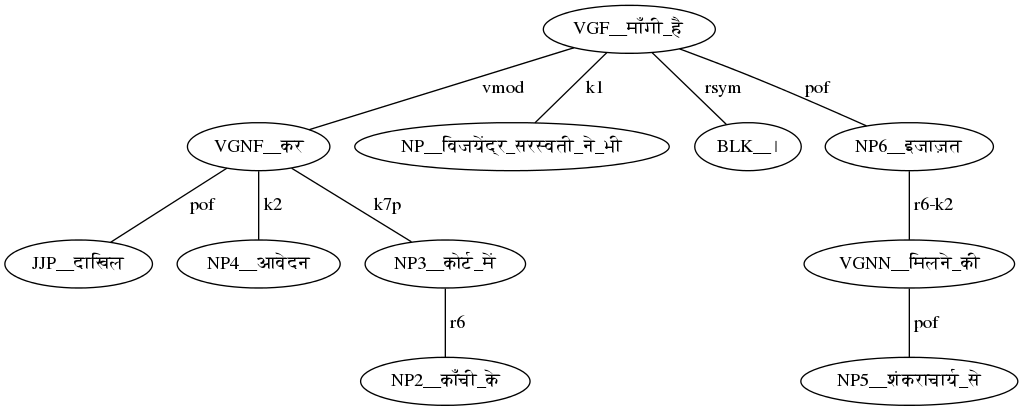 VGF__माँगी_है
vmod k1 rsym pof
VGNF__कर NP__विजयेंद्र_सरस्वती_ने_भी BLK__। NP6__इजाज़त
pof k2 k7p r6-k2
JJP__दाखिल NP4__आवेदन NP3__कोर्ट_में VGNN__मिलने_की
r6 pof
NP2__काँची_के NP5__शंकराचार्य_से